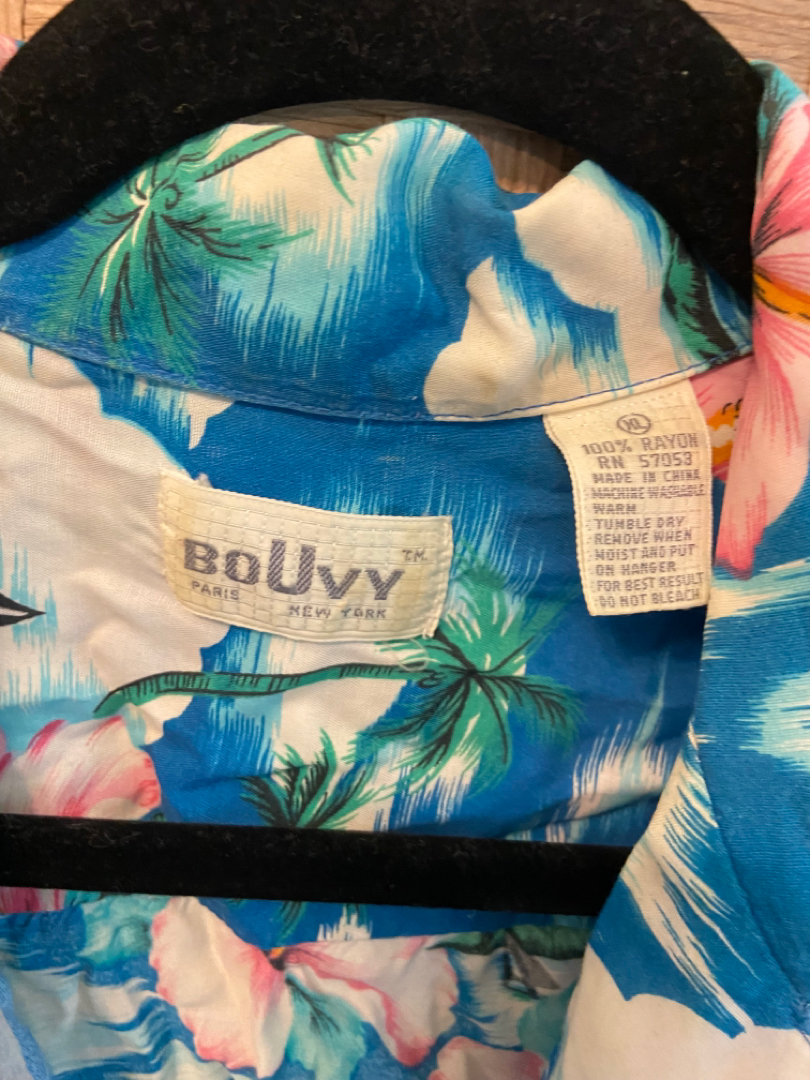 BOUVY T.M.
PARIS NEW YORK
XL
100% RAYON
RN 57053
MADE IN CHINA
MACHINE WASHABLE
WARM
TUMBLE DRY
REMOVE WHEN
MOIST AND PUT
ON HANGER
FOR BEST RESULT
DO NOT BLEACH